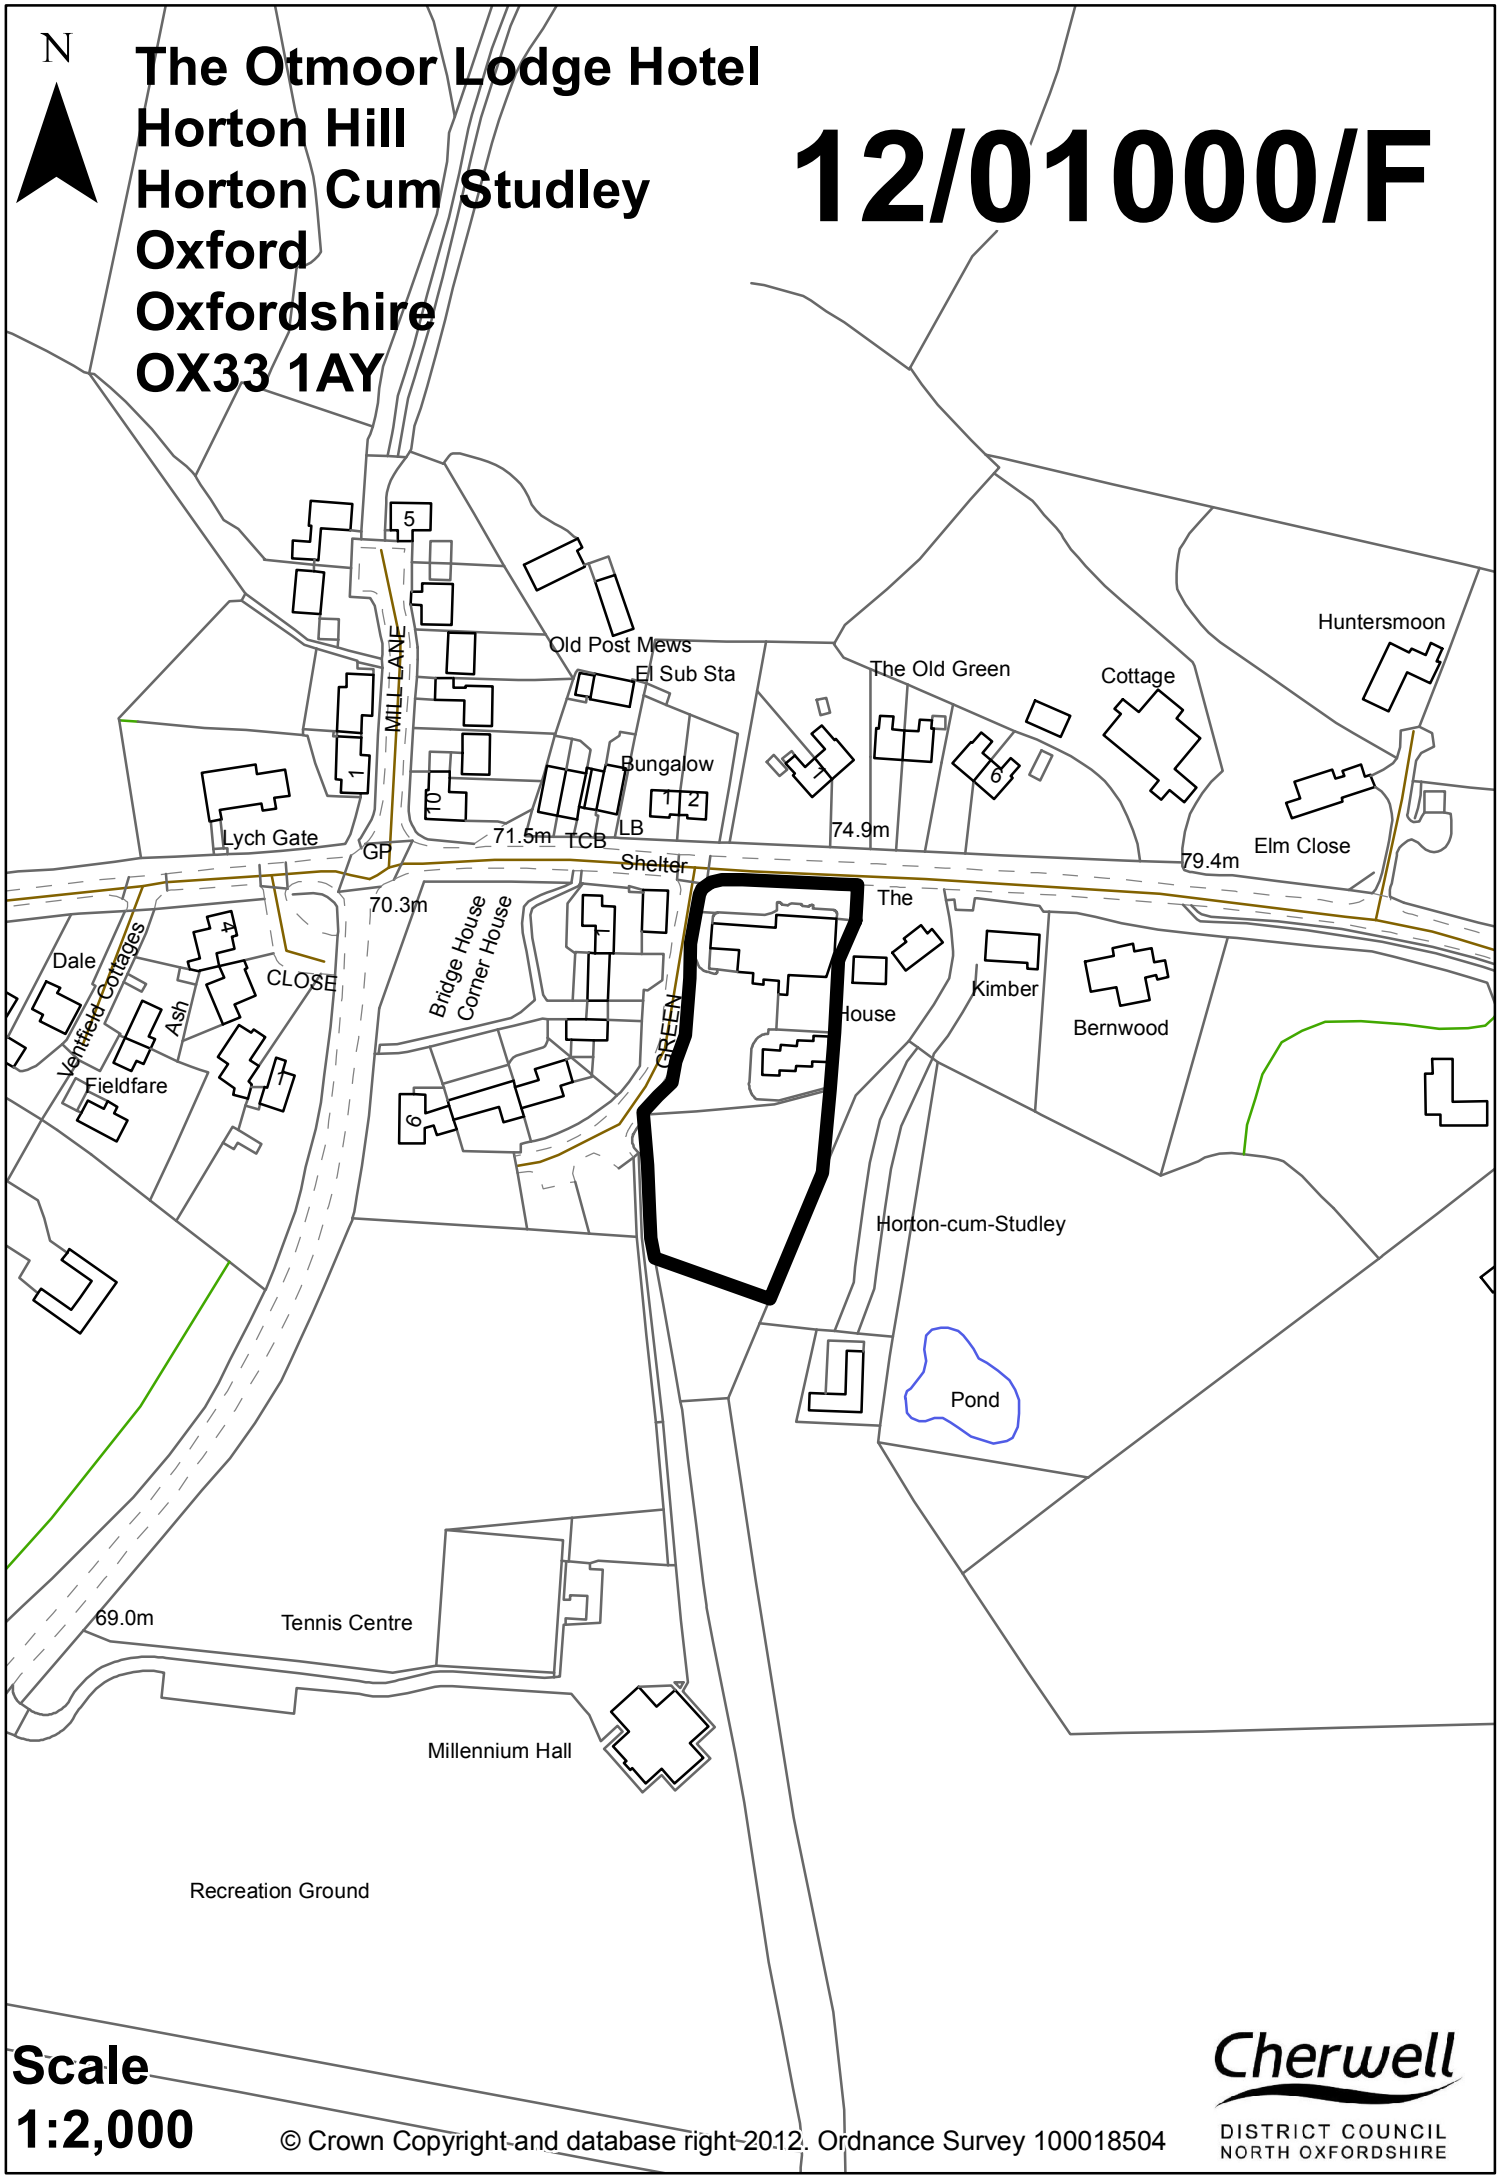 N
The Otmoor Lodge Hotel
Horton Hill
Horton Cum Studley
Oxford
Oxfordshire
OX33 1AY
12/01000/F
5
MILL LANE
Old Post Mews
El Sub Sta
The Old Green
Cottage
Huntersmoon
1
10
Bungalow
1 2
1
6
Lych Gate
GP
71.5m
TCB
LB
Shelter
74.9m
79.4m
Elm Close
70.3m
The
Dale
Ventfield Cottages
4
CLOSE
Ash
Bridge House
Corner House
1
GREEN
House
Kimber
Bernwood
Fieldfare
1
6
Horton-cum-Studley
Pond
69.0m
Tennis Centre
Millennium Hall
Recreation Ground
Scale
1:2,000
© Crown Copyright and database right 2012. Ordnance Survey 100018504
Cherwell
DISTRICT COUNCIL
NORTH OXFORDSHIRE